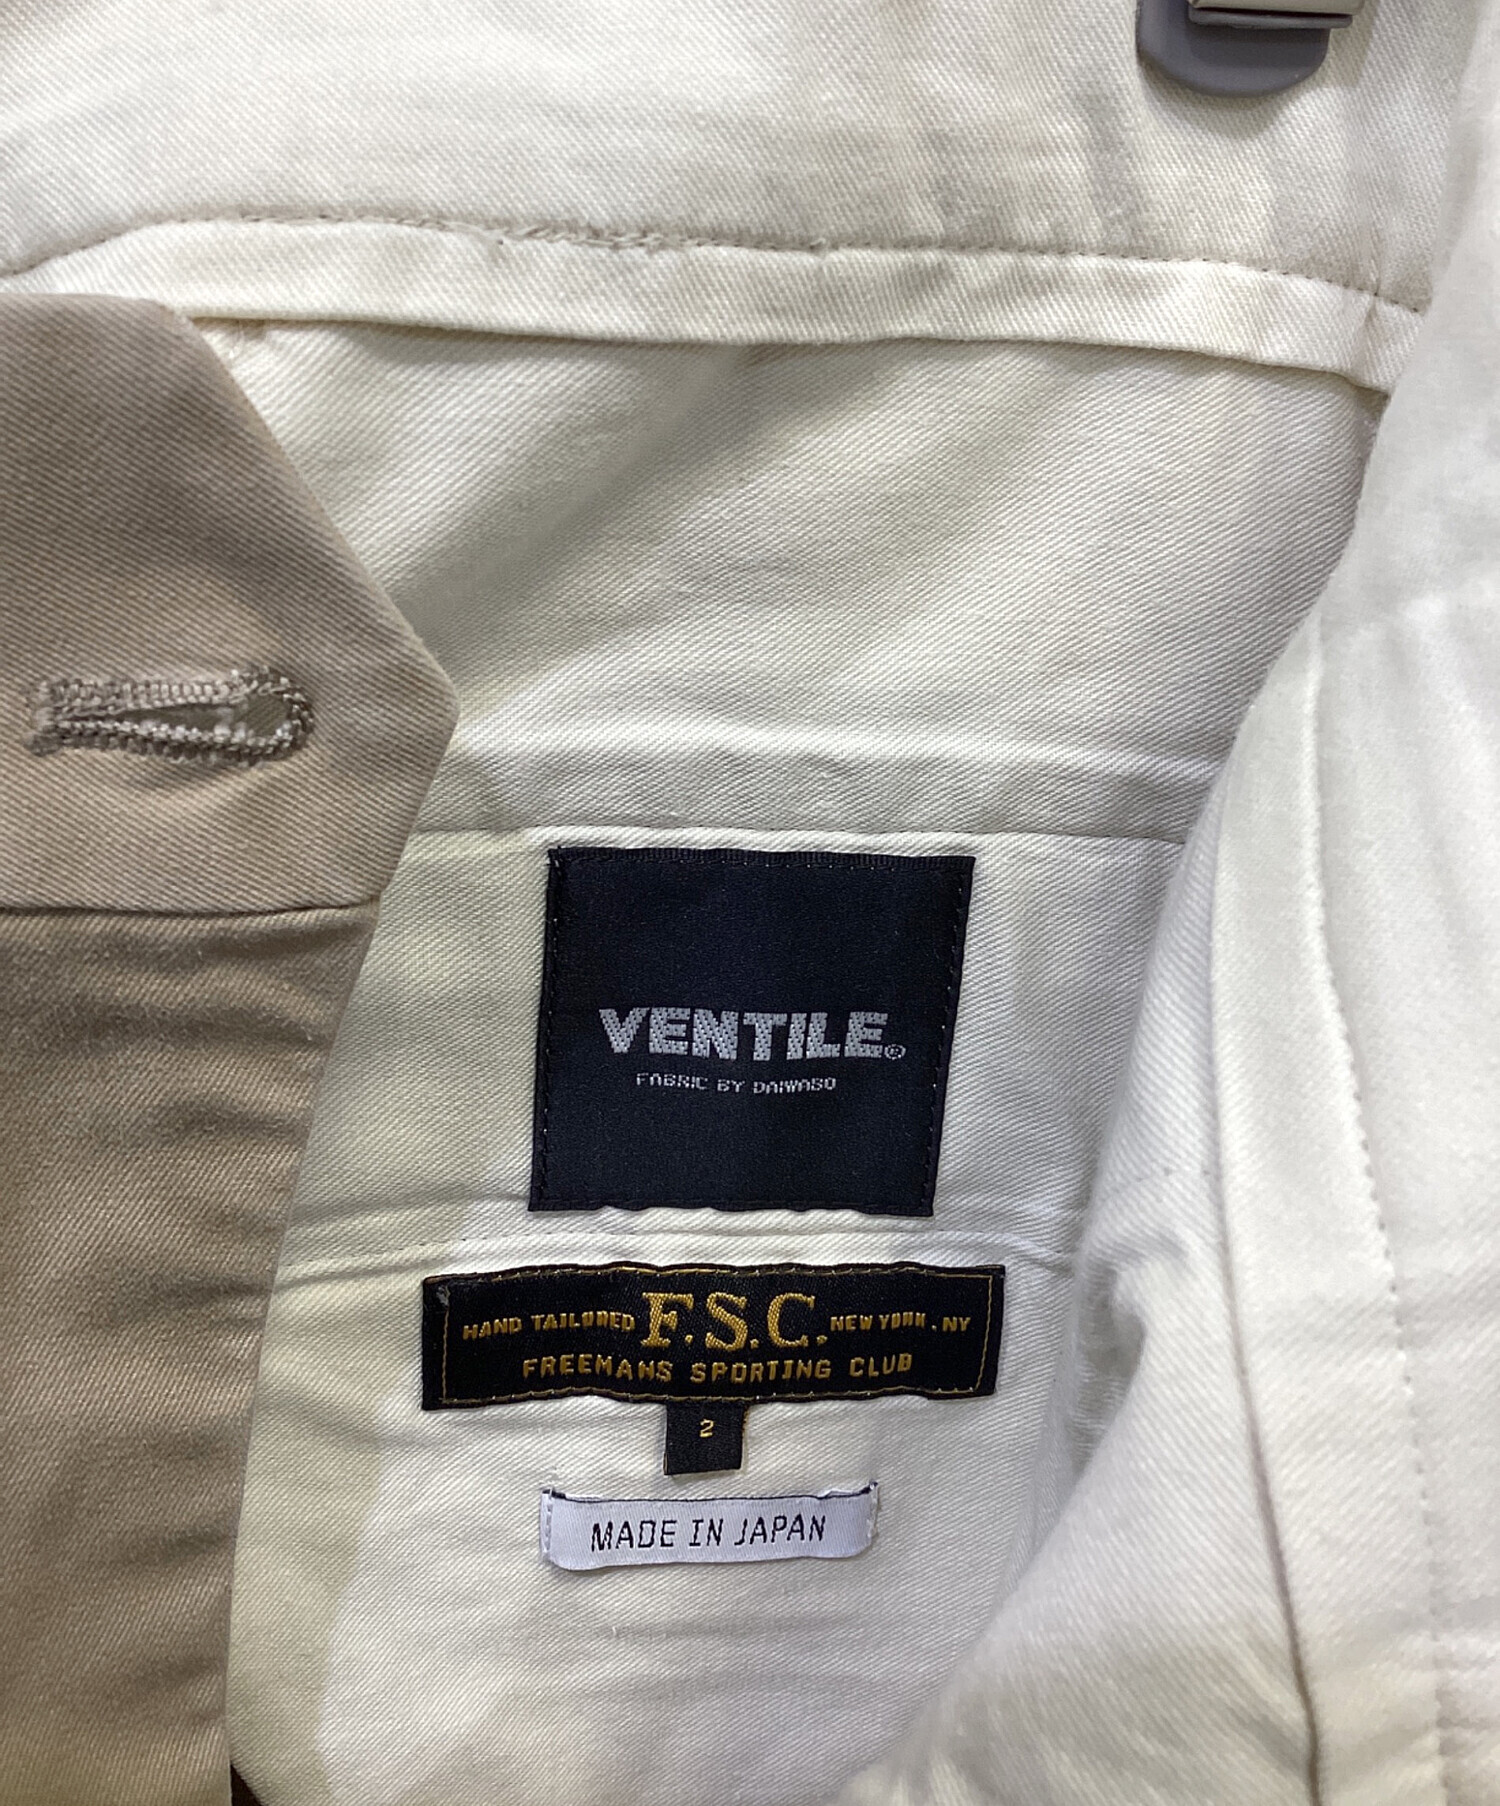 VENTILE®
FABRIC BY DAIWABO
HAND TAILORED F.S.C. NEW YORK. NY
FREEMANS SPORTING CLUB
2
MADE IN JAPAN